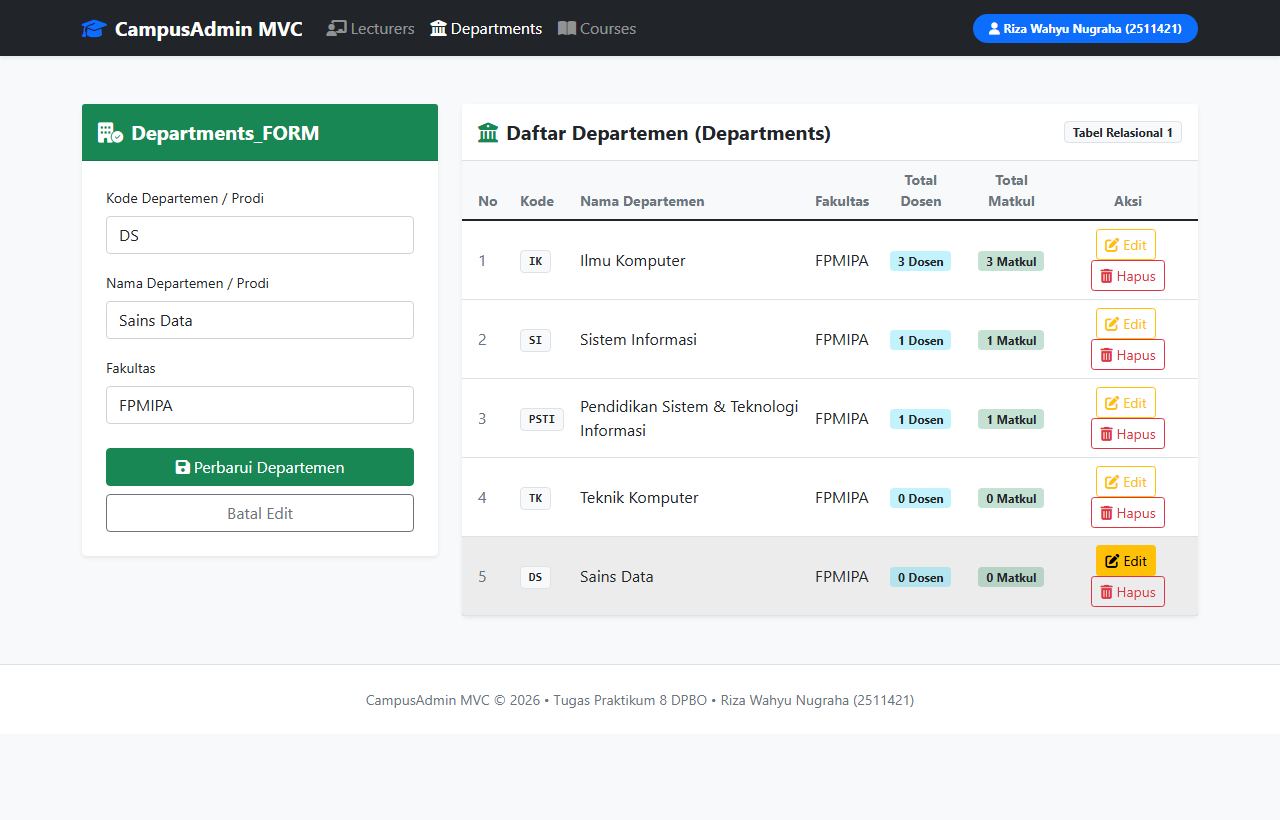 CampusAdmin MVC Lecturers Departments Courses Riza Wahyu Nugraha (2511421)
Departments_FORM
Kode Departemen / Prodi
DS
Nama Departemen / Prodi
Sains Data
Fakultas
FPMIPA
Perbarui Departemen
Batal Edit
Daftar Departemen (Departments) Tabel Relasional 1
No Kode Nama Departemen Fakultas Total Dosen Total Matkul Aksi
1 IK Ilmu Komputer FPMIPA 3 Dosen 3 Matkul Edit
Hapus
2 SI Sistem Informasi FPMIPA 1 Dosen 1 Matkul Edit
Hapus
3 PSTI Pendidikan Sistem & Teknologi Informasi FPMIPA 1 Dosen 1 Matkul Edit
Hapus
4 TK Teknik Komputer FPMIPA 0 Dosen 0 Matkul Edit
Hapus
5 DS Sains Data FPMIPA 0 Dosen 0 Matkul Edit
Hapus
CampusAdmin MVC © 2026 • Tugas Praktikum 8 DPBO • Riza Wahyu Nugraha (2511421)